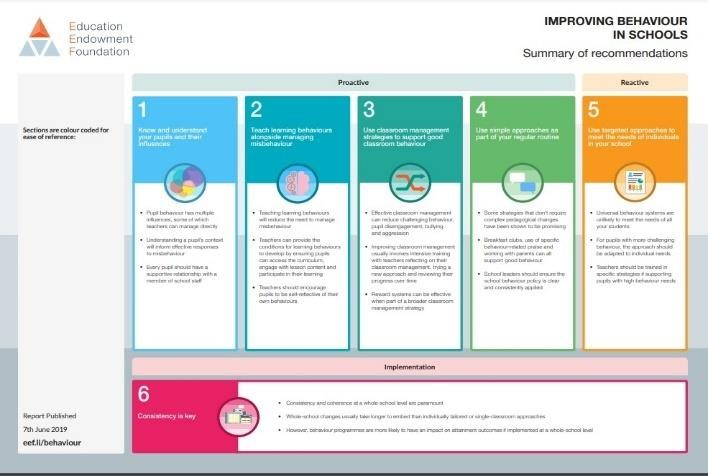 Education
Endowment
Foundation
IMPROVING BEHAVIOUR
IN SCHOOLS
Summary of recommendations
Sections are colour coded for
ease of reference:
Proactive
Reactive
1
Know and understand
your pupils and their
influences
• Pupil behaviour has multiple
influences, some of which
teachers can manage directly
• Understanding a pupil's context
will inform effective responses
to misbehaviour
• Every pupil should have a
supportive relationship with a
member of school staff
2
Teach learning behaviours
alongside managing
misbehaviour
• Teaching learning behaviours
will reduce the need to manage
misbehaviour
• Teachers can provide the
conditions for learning behaviours
to develop by ensuring pupils
can access the curriculum,
engage with lesson content and
participate in their learning
• Teachers should encourage
pupils to be self-reflective of their
own behaviours
3
Use classroom management
strategies to support good
classroom behaviour
• Effective classroom management
can reduce challenging behaviour,
pupil disengagement, bullying
and aggression
• Improving classroom management
usually involves intensive training
with teachers reflecting on their
classroom management, trying a
new approach and reviewing their
progress over time
• Reward systems can be effective
when part of a broader classroom
management strategy
4
Use simple approaches as
part of your regular routine
• Some strategies that don't require
complex pedagogical changes
have been shown to be promising
• Breakfast clubs, use of specific
behaviour-related praise and
working with parents can all
support good behaviour
• School leaders should ensure the
school behaviour policy is clear
and consistently applied
5
Use targeted approaches to
meet the needs of individuals
in your school
• Universal behaviour systems are
unlikely to meet the needs of all
your students
• For pupils with more challenging
behaviour, the approach should
be adapted to individual needs
• Teachers should be trained in
specific strategies if supporting
pupils with high behaviour needs
Implementation
6
Consistency is key
• Consistency and coherence at a whole-school level are paramount
• Whole-school changes usually take longer to embed than individually tailored or single-classroom approaches
• However, behaviour programmes are more likely to have an impact on attainment outcomes if implemented at a whole-school level
Report Published
7th June 2019
eef.li/behaviour